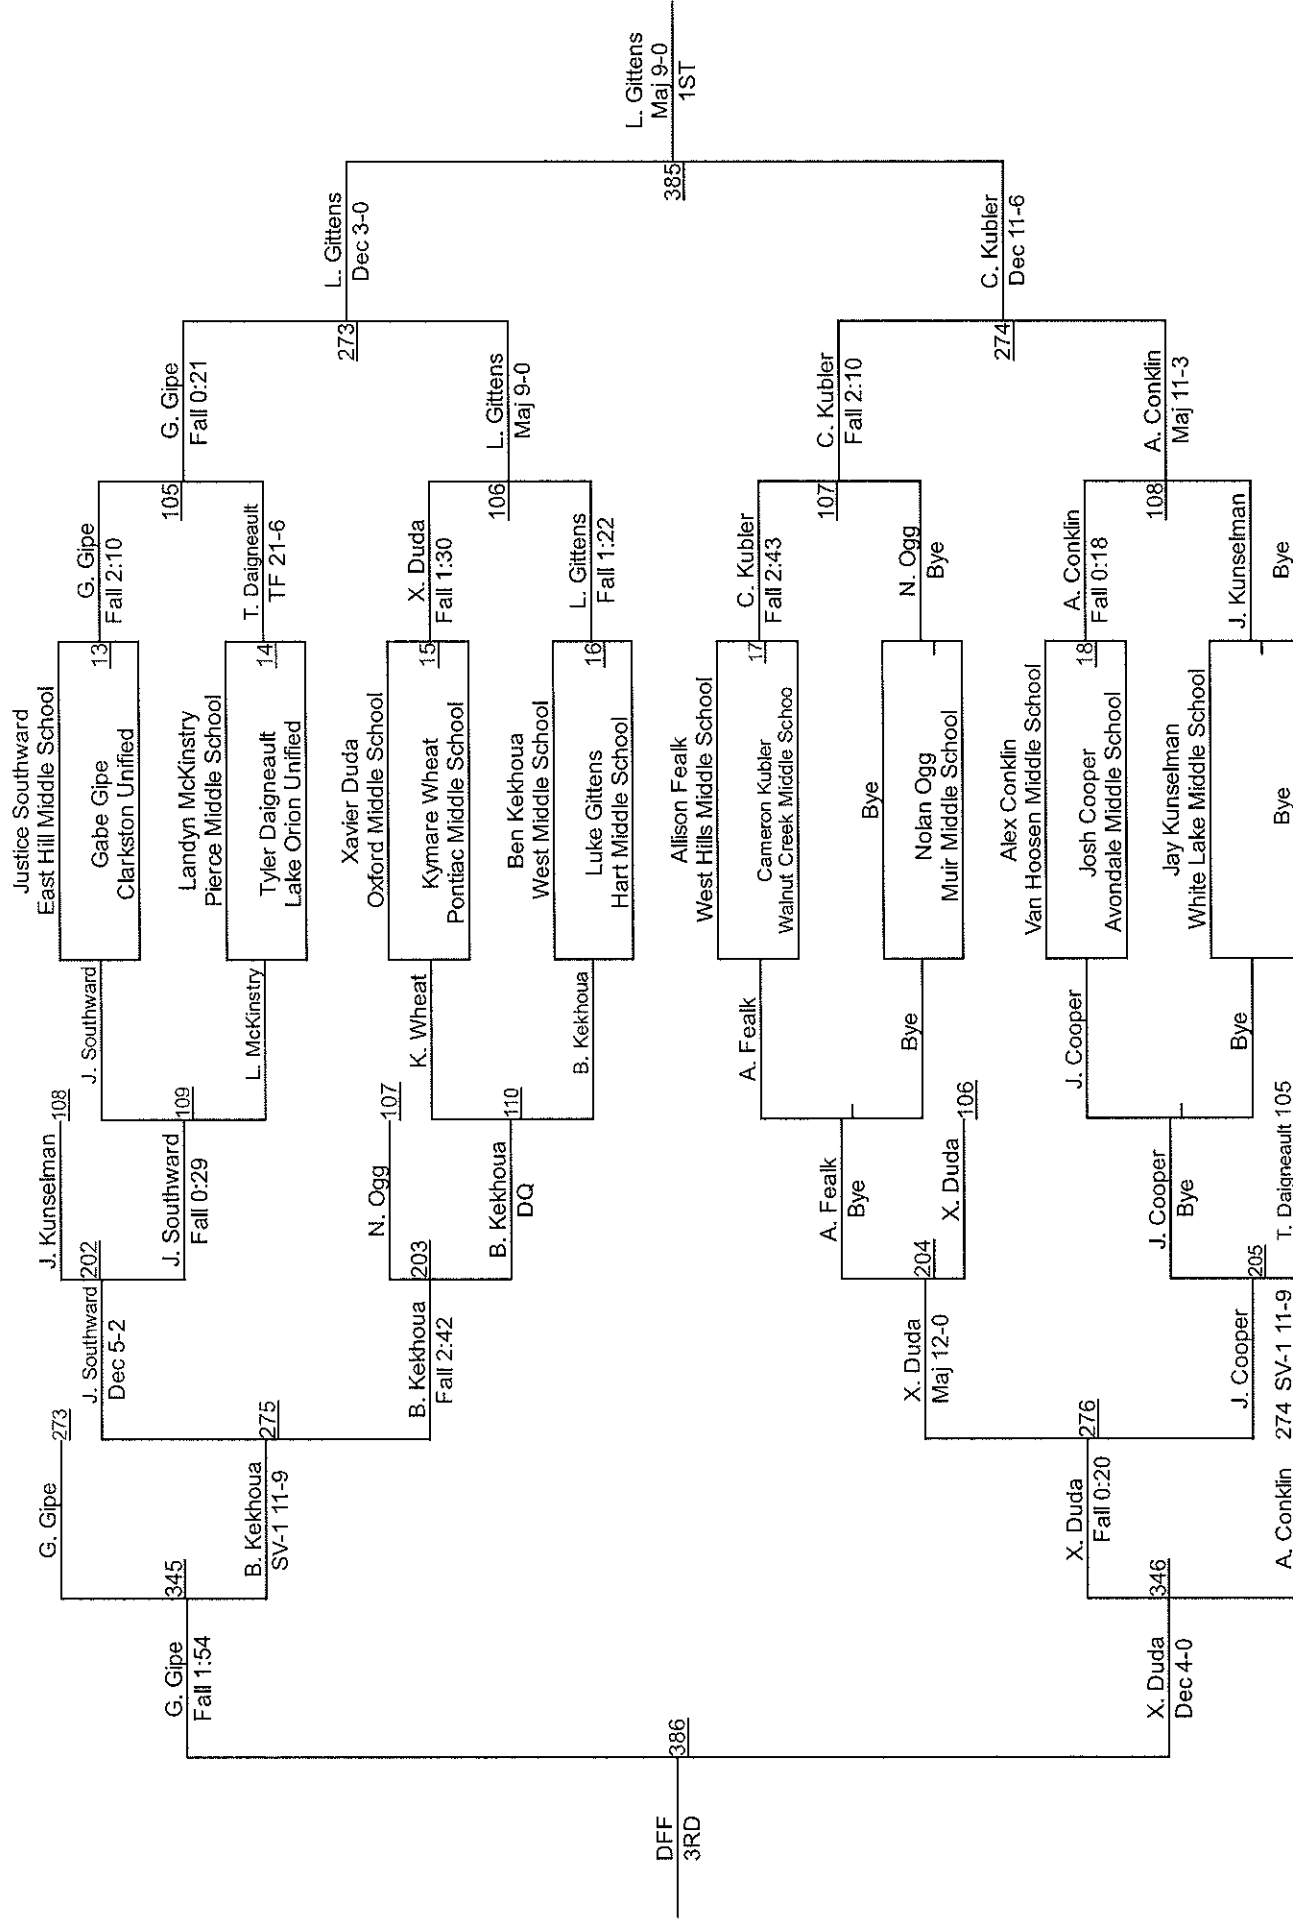 Justice Southward
East Hill Middle School
13
Gabe Gipe
Clarkston Unified
Landyn McKinstry
Pierce Middle School
14
Tyler Daigneault
Lake Orion Unified
Xavier Duda
Oxford Middle School
15
Kymare Wheat
Pontiac Middle School
Ben Kekhoua
West Middle School
16
Luke Gittens
Hart Middle School
Allison Fealk
West Hills Middle School
17
Cameron Kubler
Walnut Creek Middle Schoo
Bye
Nolan Ogg
Muir Middle School
Alex Conklin
Van Hoosen Middle School
18
Josh Cooper
Avondale Middle School
Jay Kunselman
White Lake Middle School
Bye
G. Gipe
Fall 2:10
105
T. Daigneault
TF 21-6
X. Duda
Fall 1:30
106
L. Gittens
Fall 1:22
C. Kubler
Fall 2:43
107
N. Ogg
Bye
A. Conklin
Fall 0:18
108
J. Kunselman
Bye
G. Gipe
Fall 0:21
273
L. Gittens
Maj 9-0
C. Kubler
Fall 2:10
274
A. Conklin
Maj 11-3
L. Gittens
Dec 3-0
385
C. Kubler
Dec 11-6
L. Gittens
Maj 9-0
1ST
J. Southward
109
L. McKinstry
K. Wheat
110
B. Kekhoua
A. Fealk
Bye
J. Cooper
Bye
J. Kunselman
108
202
J. Southward
Fall 0:29
N. Ogg
107
203
B. Kekhoua
DQ
A. Fealk
Bye
204
X. Duda
106
J. Cooper
Bye
205
T. Daigneault 105
J. Southward
Dec 5-2
275
B. Kekhoua
Fall 2:42
X. Duda
Maj 12-0
276
J. Cooper
SV-1 11-9
G. Gipe
273
345
B. Kekhoua
SV-1 11-9
X. Duda
Fall 0:20
346
A. Conklin 274
G. Gipe
Fall 1:54
386
X. Duda
Dec 4-0
DFF
3RD